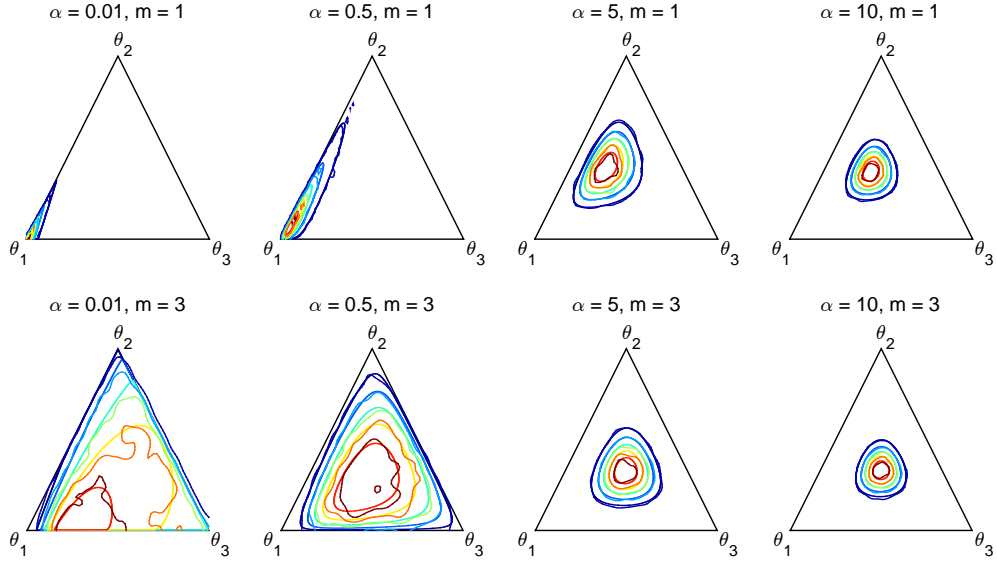 α = 0.01, m = 1
α = 0.5, m = 1
α = 5, m = 1
α = 10, m = 1
θ2
θ2
θ2
θ2
θ1
θ3
θ1
θ3
θ1
θ3
θ1
θ3
α = 0.01, m = 3
α = 0.5, m = 3
α = 5, m = 3
α = 10, m = 3
θ2
θ2
θ2
θ2
θ1
θ3
θ1
θ3
θ1
θ3
θ1
θ3